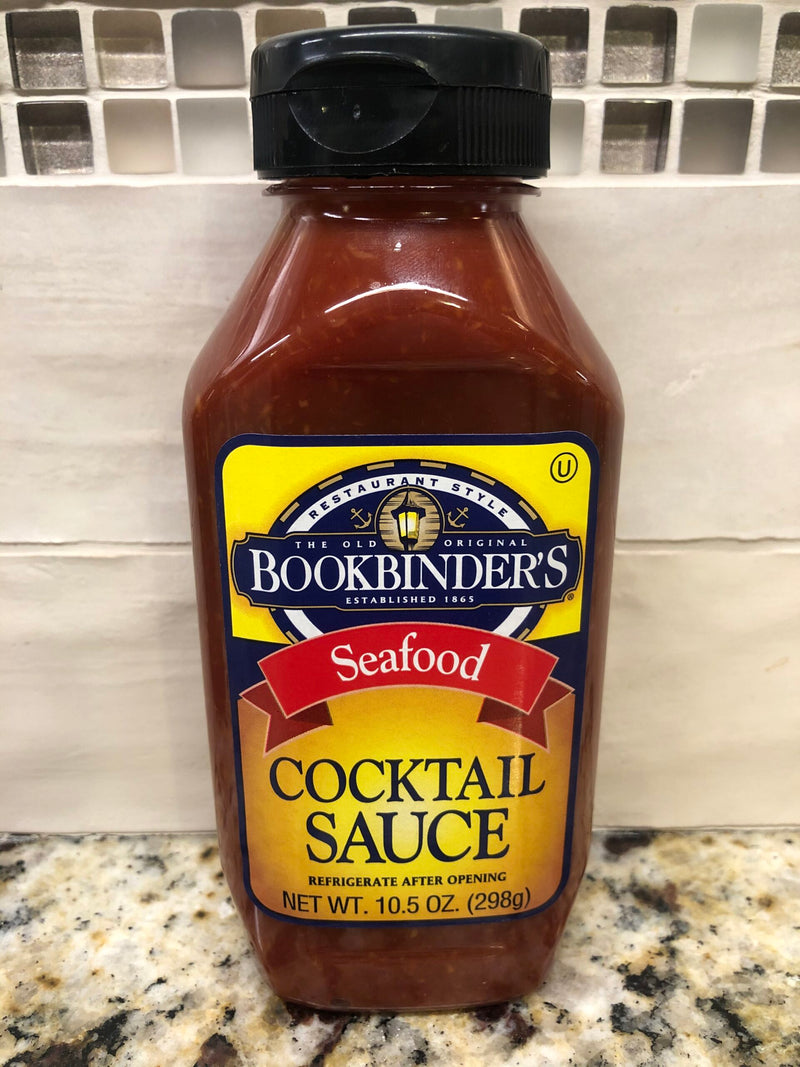 U
RESTAURANT STYLE
THE OLD ORIGINAL
BOOKBINDER'S®
ESTABLISHED 1865
Seafood
COCKTAIL
SAUCE
REFRIGERATE AFTER OPENING
NET WT. 10.5 OZ. (298g)